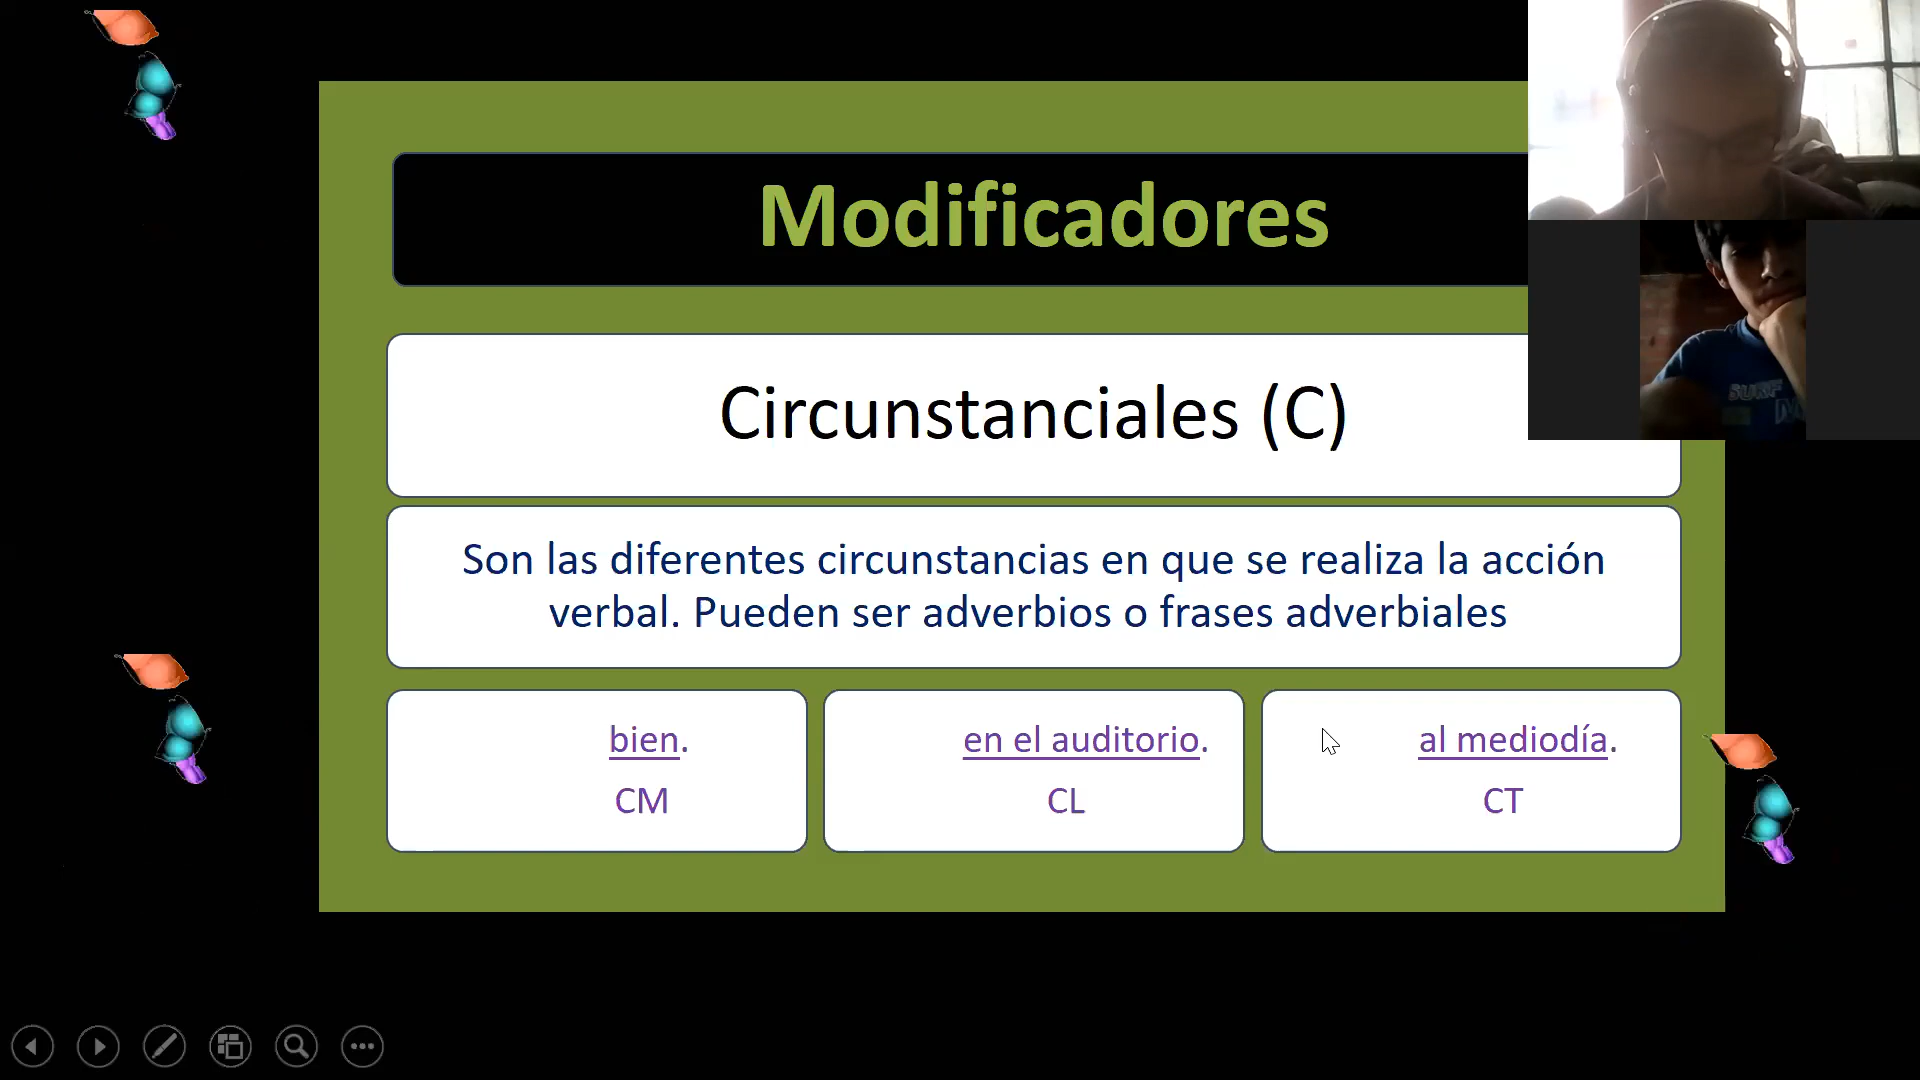 Modificadores
Circunstanciales (C)
Son las diferentes circunstancias en que se realiza la acción
verbal. Pueden ser adverbios o frases adverbiales
bien.
CM
en el auditorio.
CL
al mediodía.
CT